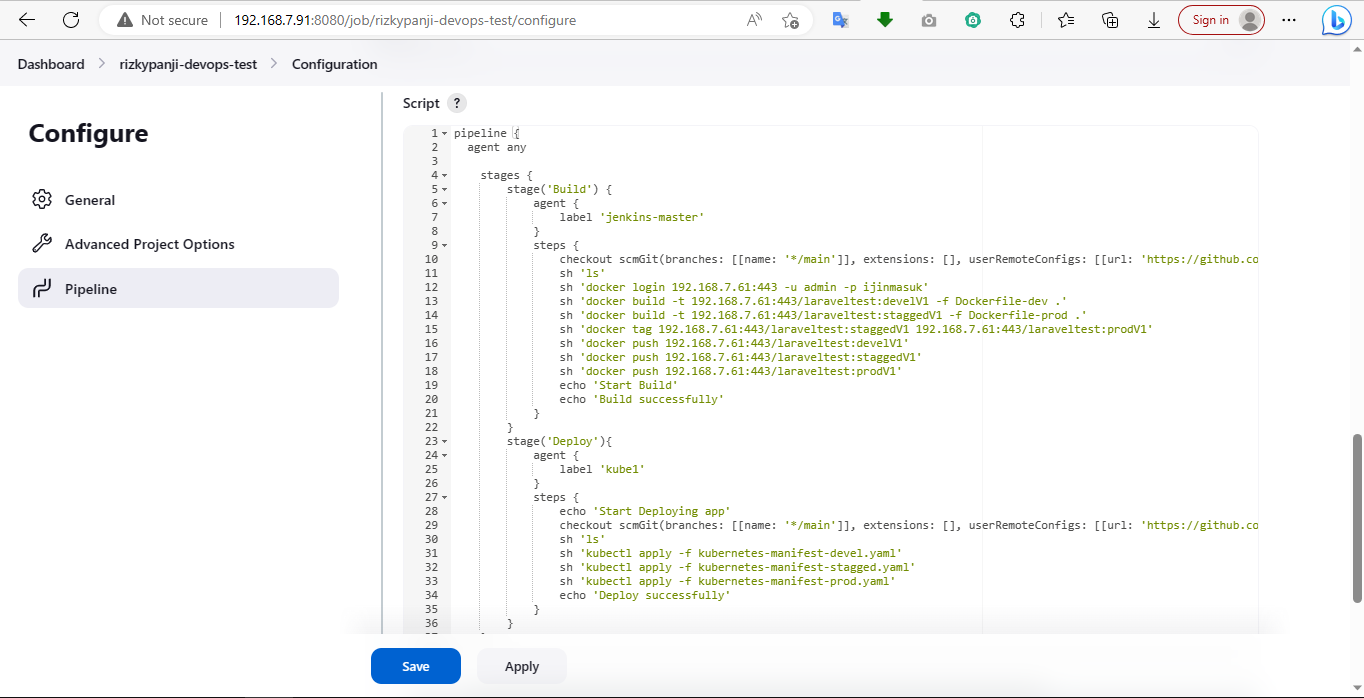 Not secure | 192.168.7.91:8080/job/rizkypanji-devops-test/configure
Sign in
Dashboard > rizkypanji-devops-test > Configuration
Configure
General
Advanced Project Options
Pipeline
Script ?
1 pipeline {
2 agent any
3
4 stages {
5 stage('Build') {
6 agent {
7 label 'jenkins-master'
8 }
9 steps {
10 checkout scmGit(branches: [[name: '*/main']], extensions: [], userRemoteConfigs: [[url: 'https://github.co
11 sh 'ls'
12 sh 'docker login 192.168.7.61:443 -u admin -p ijinmasuk'
13 sh 'docker build -t 192.168.7.61:443/laraveltest:develV1 -f Dockerfile-dev .'
14 sh 'docker build -t 192.168.7.61:443/laraveltest:staggedV1 -f Dockerfile-prod .'
15 sh 'docker tag 192.168.7.61:443/laraveltest:staggedV1 192.168.7.61:443/laraveltest:prodV1'
16 sh 'docker push 192.168.7.61:443/laraveltest:develV1'
17 sh 'docker push 192.168.7.61:443/laraveltest:staggedV1'
18 sh 'docker push 192.168.7.61:443/laraveltest:prodV1'
19 echo 'Start Build'
20 echo 'Build successfully'
21 }
22 }
23 stage('Deploy'){
24 agent {
25 label 'kube1'
26 }
27 steps {
28 echo 'Start Deploying app'
29 checkout scmGit(branches: [[name: '*/main']], extensions: [], userRemoteConfigs: [[url: 'https://github.co
30 sh 'ls'
31 sh 'kubectl apply -f kubernetes-manifest-devel.yaml'
32 sh 'kubectl apply -f kubernetes-manifest-stagged.yaml'
33 sh 'kubectl apply -f kubernetes-manifest-prod.yaml'
34 echo 'Deploy successfully'
35 }
36 }
Save
Apply